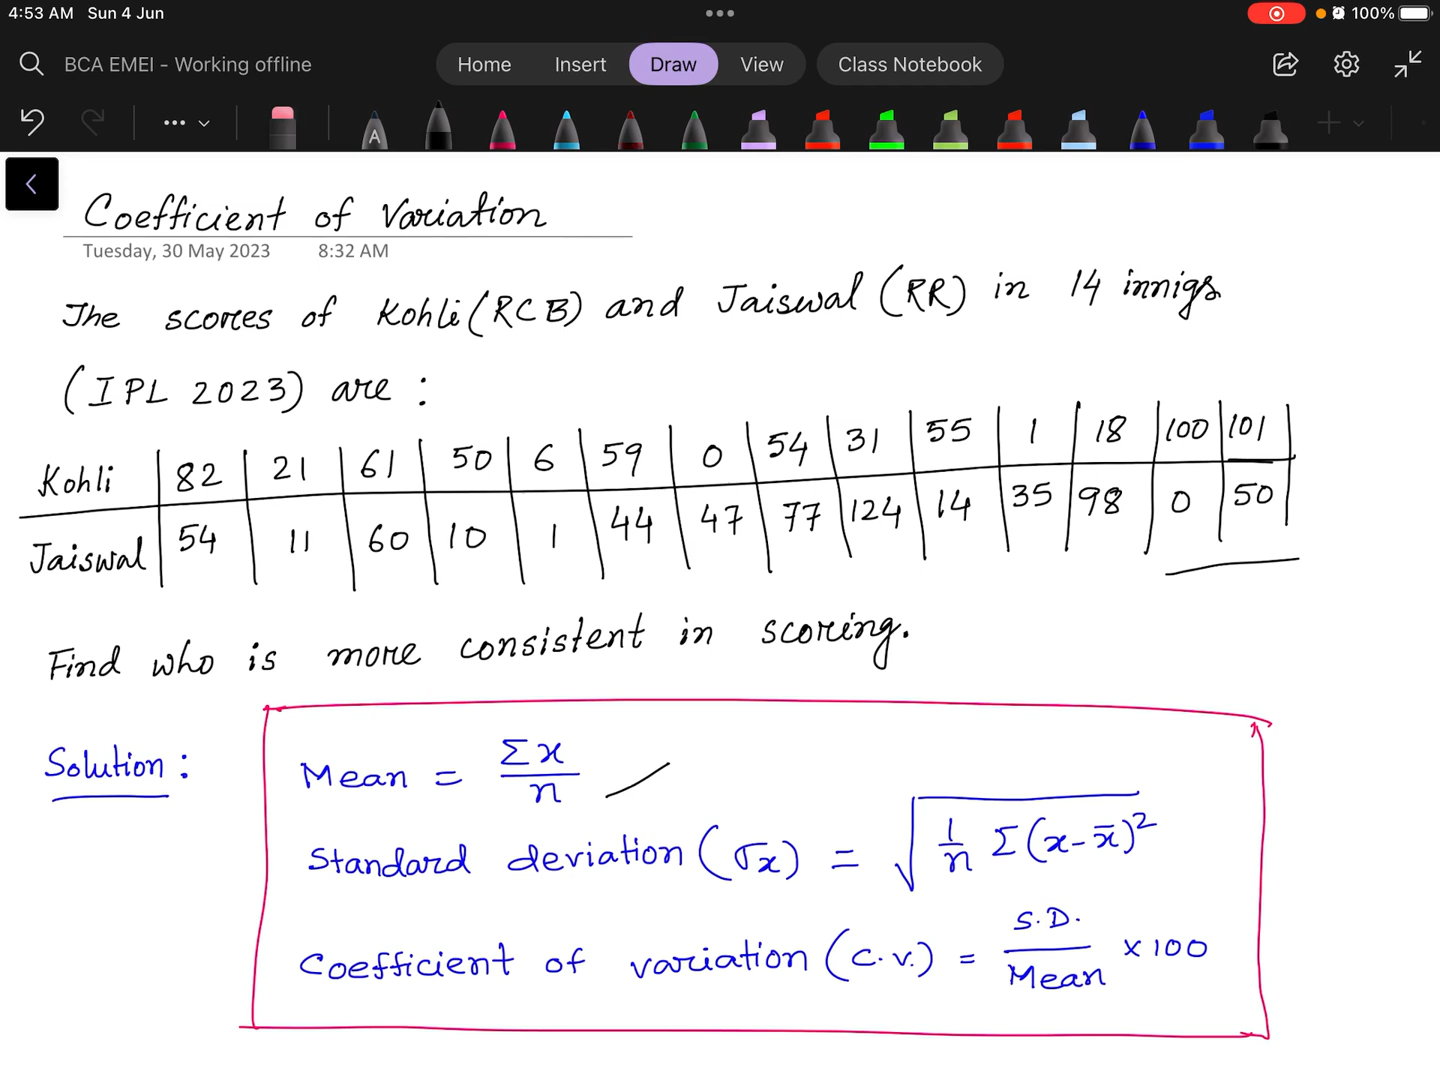 4:53 AM Sun 4 Jun
100%
BCA EMEI - Working offline
Home Insert Draw View Class Notebook
A
Coefficient of Variation
Tuesday, 30 May 2023 8:32 AM
The scores of Kohli (RCB) and Jaiswal (RR) in 14 innigs
(IPL 2023) are :
Kohli 82 21 61 50 6 59 0 54 31 55 1 18 100 101
Jaiswal 54 11 60 10 1 44 47 77 124 14 35 98 0 50
Find who is more consistent in scoring.
Solution :
Mean = Σx/n
Standard deviation (σx) = √(1/n Σ(x-x̄)²)
Coefficient of variation (C.V.) = S.D./Mean × 100